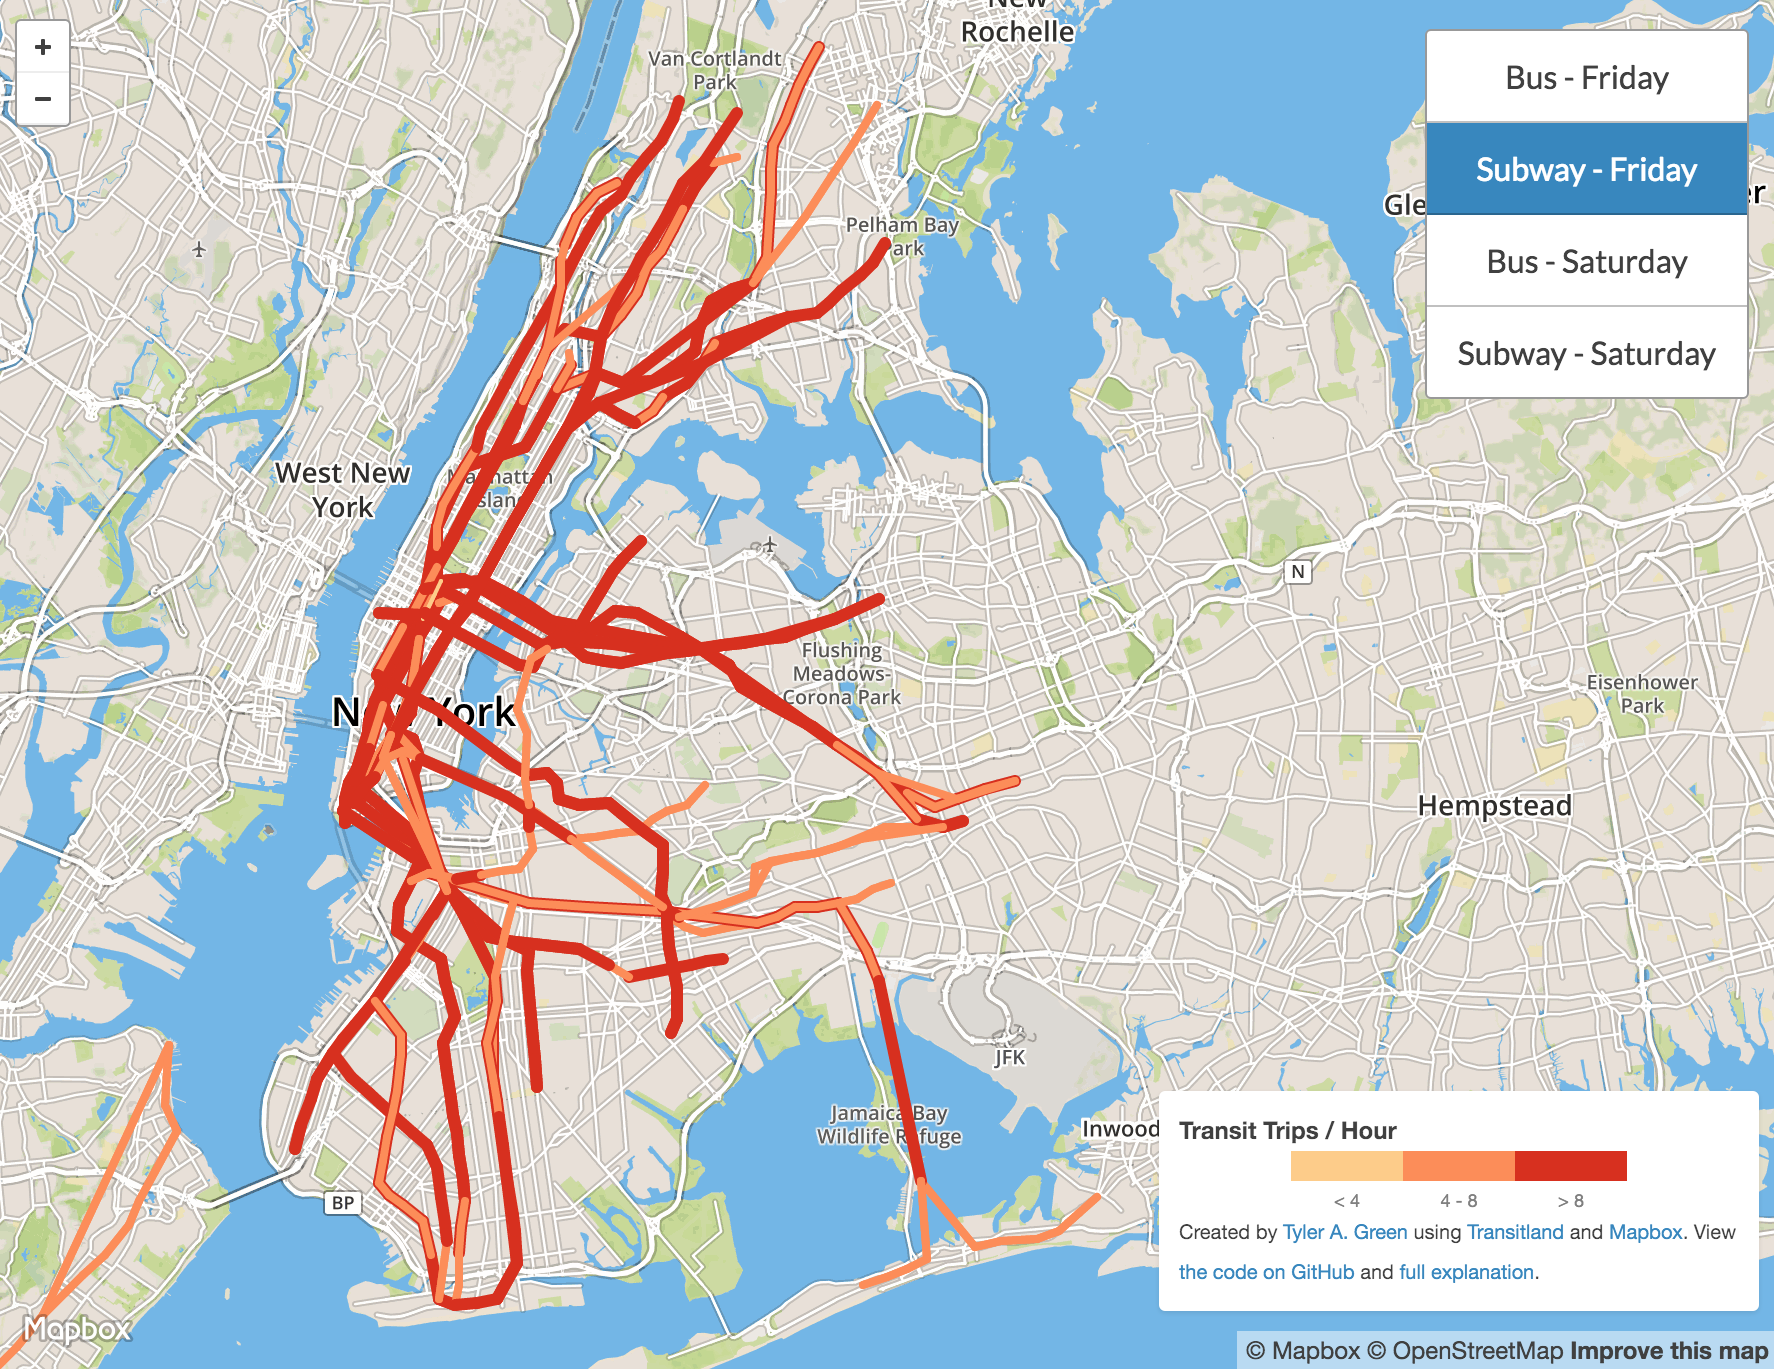 +
−
New
Rochelle
Van Cortlandt
Park
Bus - Friday
Subway - Friday
Bus - Saturday
Subway - Saturday
Gle
er
Pelham Bay
ark
West New
York
Manhattan
Islan
N
New York
Flushing
Meadows-
Corona Park
Eisenhower
Park
Hempstead
JFK
Jamaica Bay
Wildlife Refuge
Inwood
BP
Transit Trips / Hour
< 4
4 - 8
> 8
Created by Tyler A. Green using Transitland and Mapbox. View
the code on GitHub and full explanation.
Mapbox
© Mapbox © OpenStreetMap Improve this map